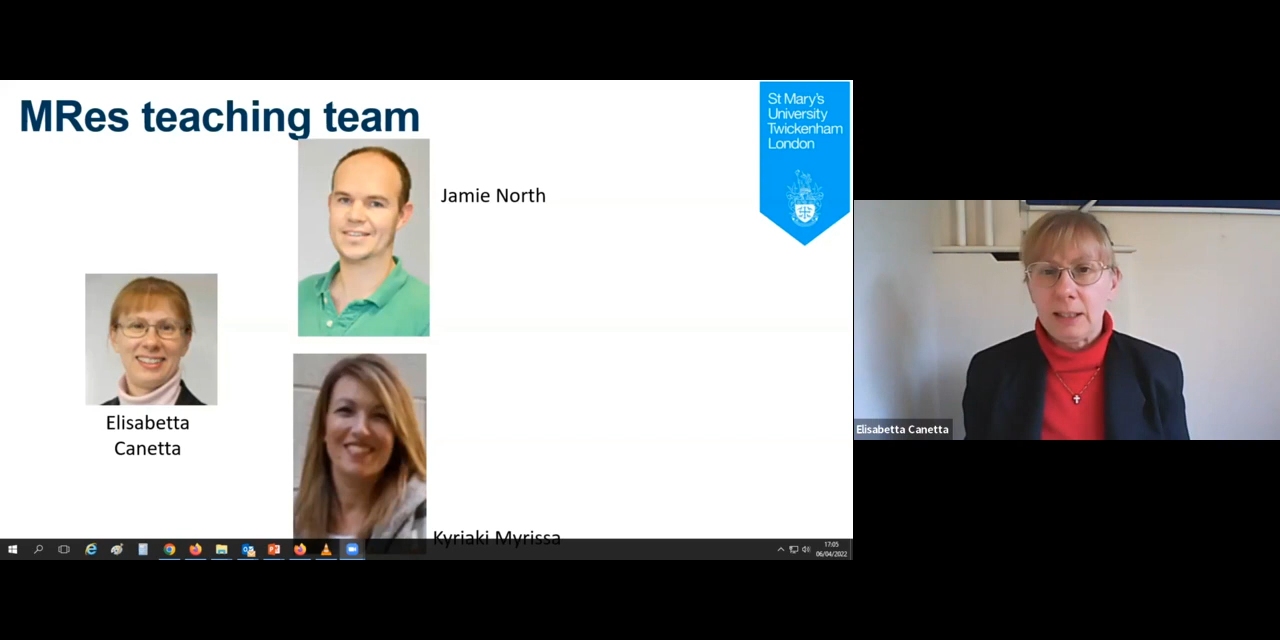 MRes teaching team
St Mary's
University
Twickenham
London
Jamie North
Elisabetta
Canetta
Kyriaki Myrissa
17:05
06/04/2022
Elisabetta Canetta